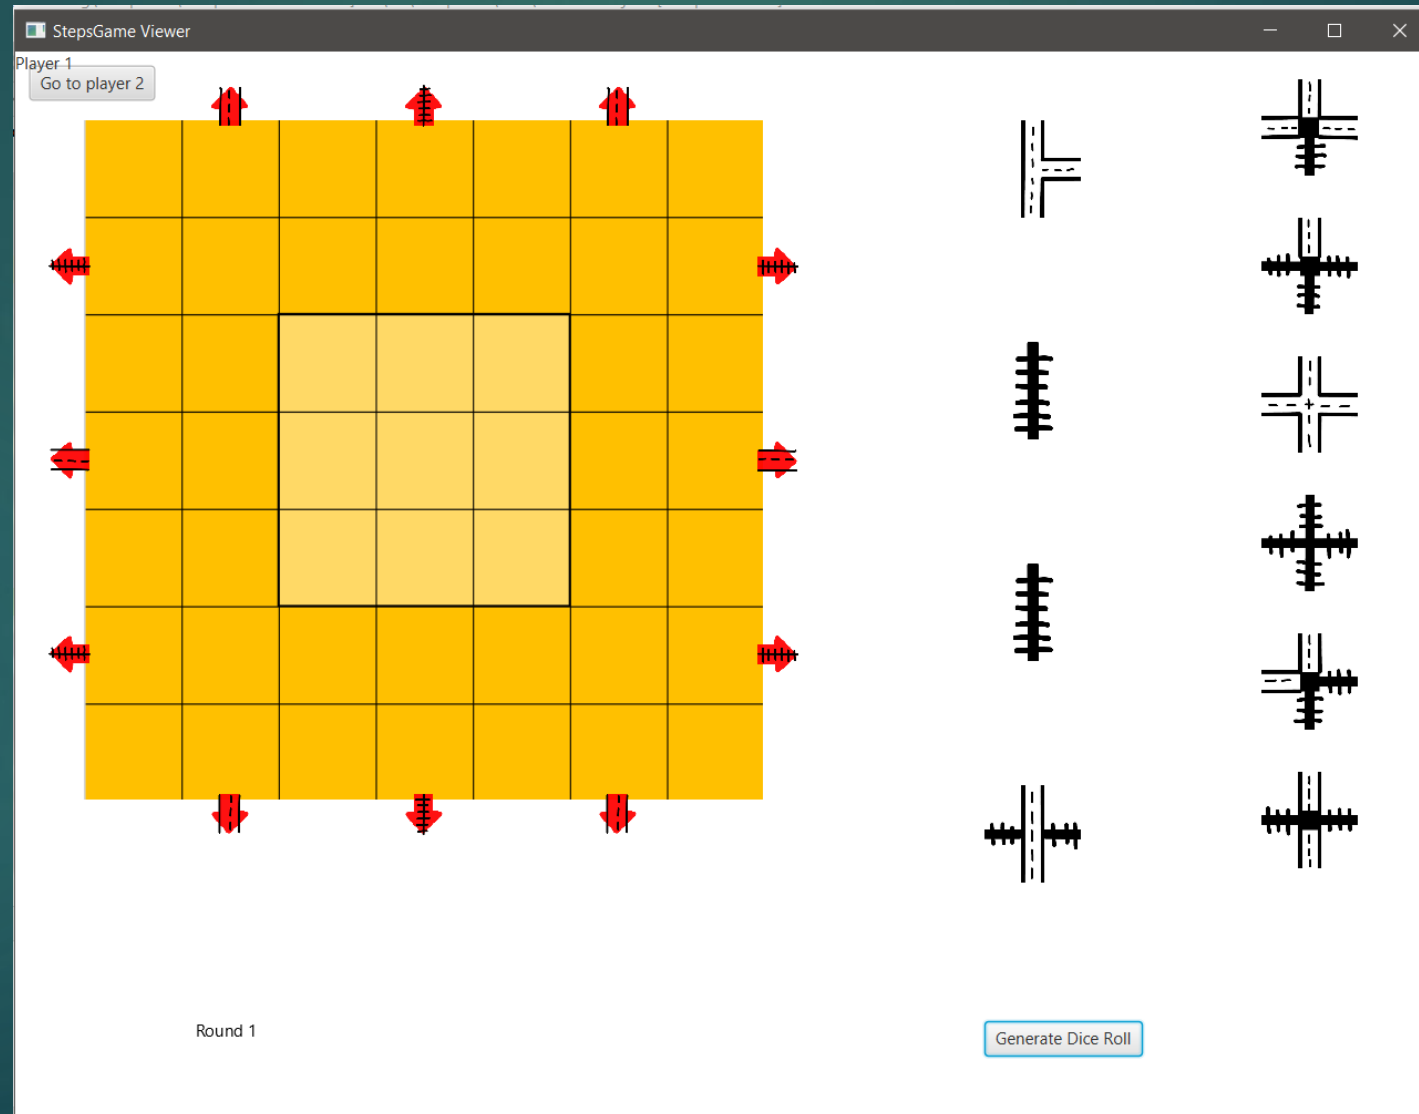 StepsGame Viewer
Player 1
Go to player 2
Round 1
Generate Dice Roll